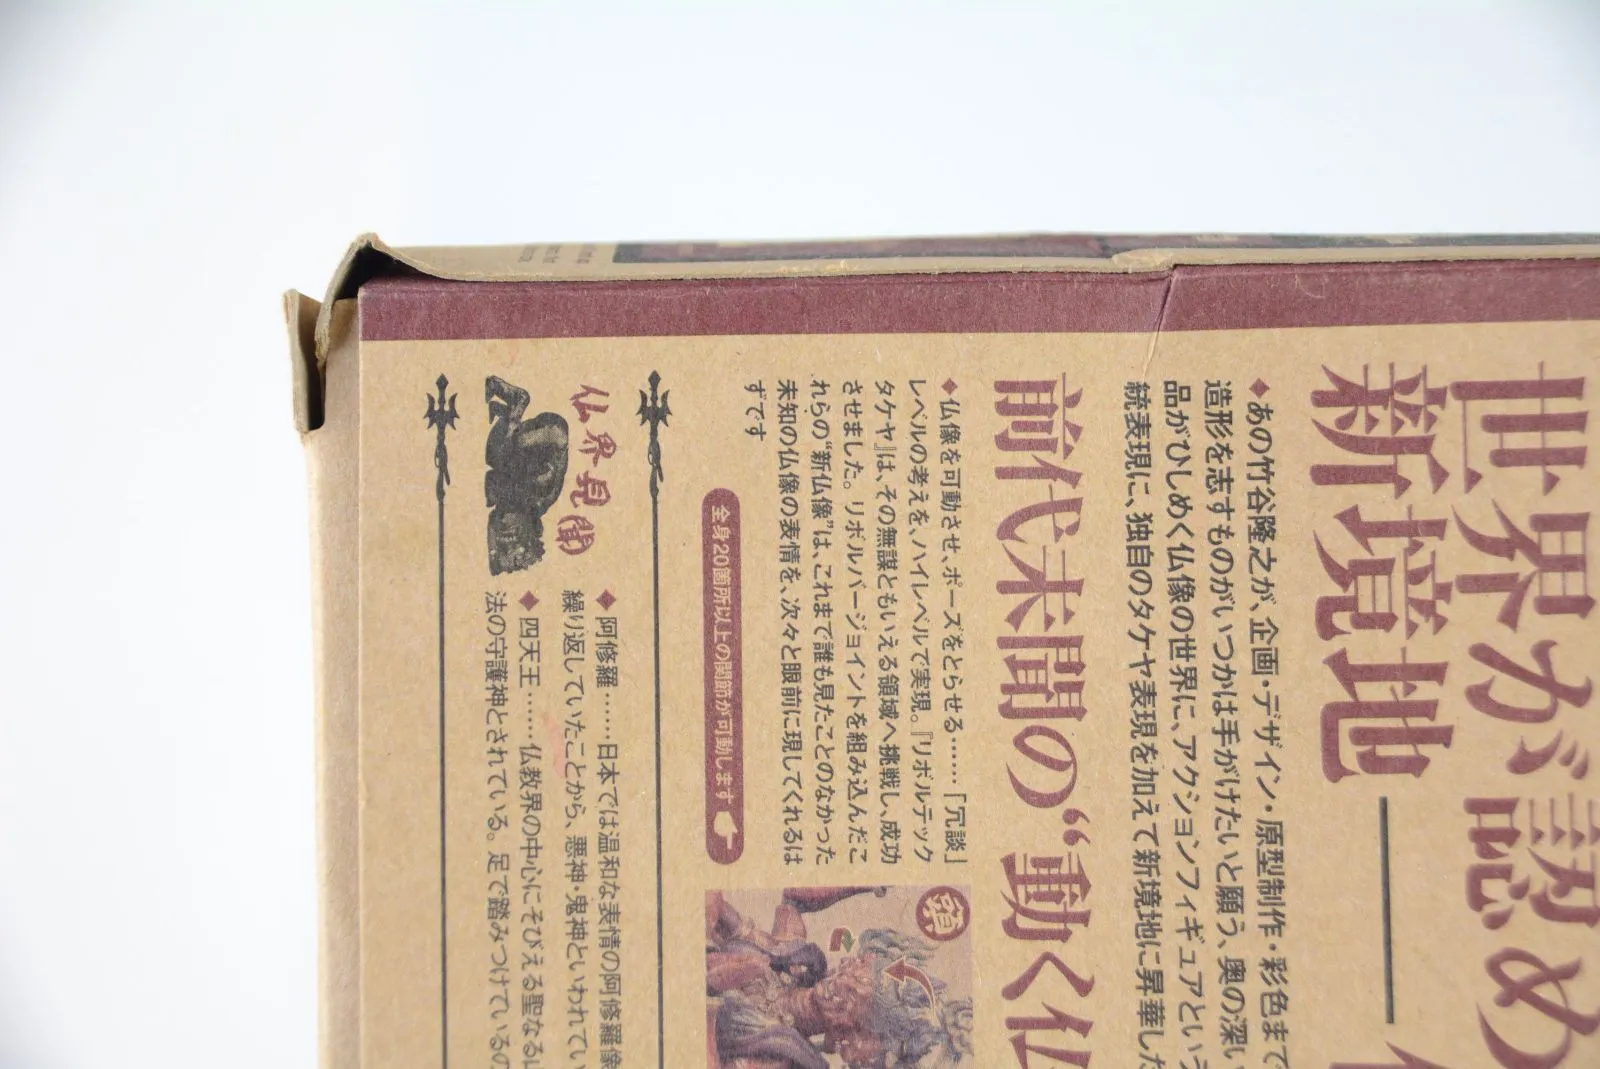 世界が認め
新境地――
◆あの竹谷隆之が、企画・デザイン・原型制作・彩色まで
造形を志すものがいつかは手がけたいと願う、奥の深い
品がひしめく仏像の世界に、アクションフィギュアという
統表現に、独自のタケヤ表現を加えて新境地に昇華した
前代未聞の“動く仏
◆仏像を可動させ、ポーズをとらせる……「冗談」
レベルの考えを、ハイレベルで実現。『リボルテック
タケヤ』は、その無謀ともいえる領域へ挑戦し、成功
させました。リボルバージョイントを組み込んだこ
れらの“新仏像”は、これまで誰も見たことのなかった
未知の仏像の表情を、次々と眼前に現してくれるは
ずです
全身20箇所以上の関節が可動します
仏界見聞
◆阿修羅……日本では温和な表情の阿修羅像
繰り返していたことから、悪神・鬼神といわれてい
◆四天王……仏教界の中心にそびえる聖なる
法の守護神とされている。足で踏みつけているの